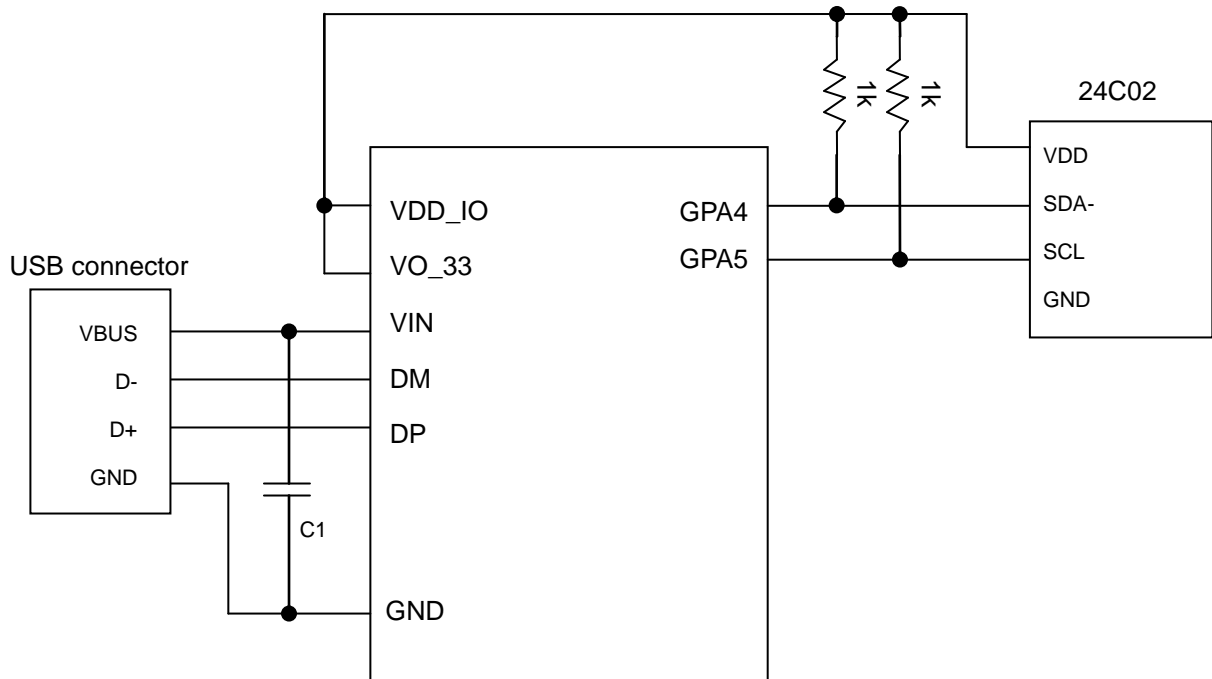 1k
1k
24C02
VDD
SDA-
SCL
GND
GPA4
GPA5
VDD_IO
VO_33
VIN
DM
DP
GND
USB connector
VBUS
D-
D+
GND
C1